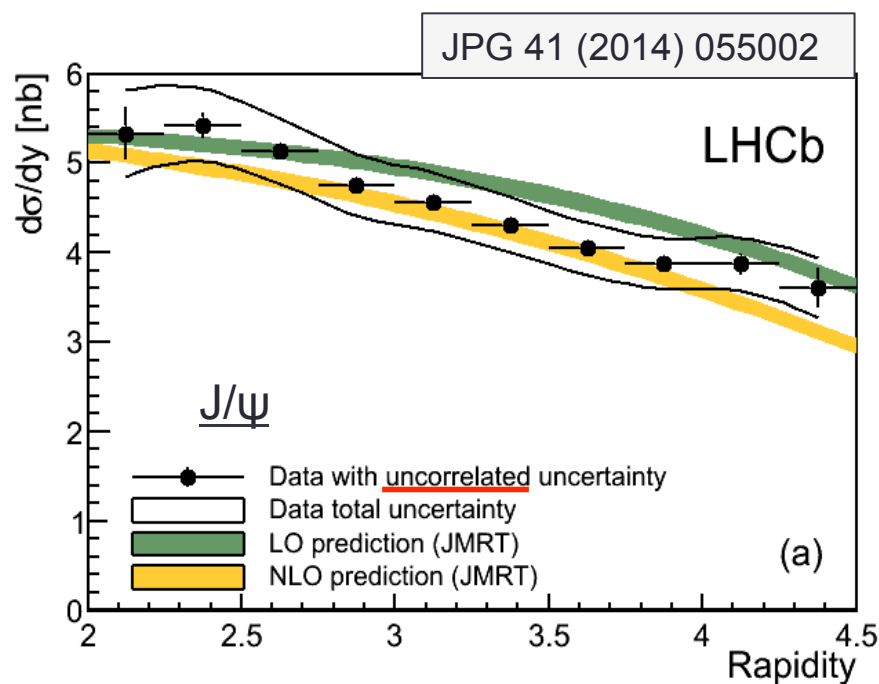 JPG 41 (2014) 055002
dσ/dy [nb]
6
5
4
3
2
1
0
LHCb
J/ψ
Data with uncorrelated uncertainty
Data total uncertainty
LO prediction (JMRT)
NLO prediction (JMRT)
(a)
2 2.5 3 3.5 4 4.5
Rapidity